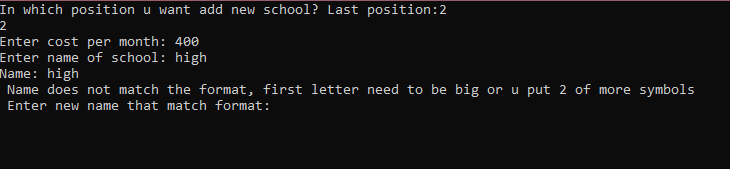 In which position u want add new school? Last position:2
2
Enter cost per month: 400
Enter name of school: high
Name: high
Name does not match the format, first letter need to be big or u put 2 of more symbols
Enter new name that match format: